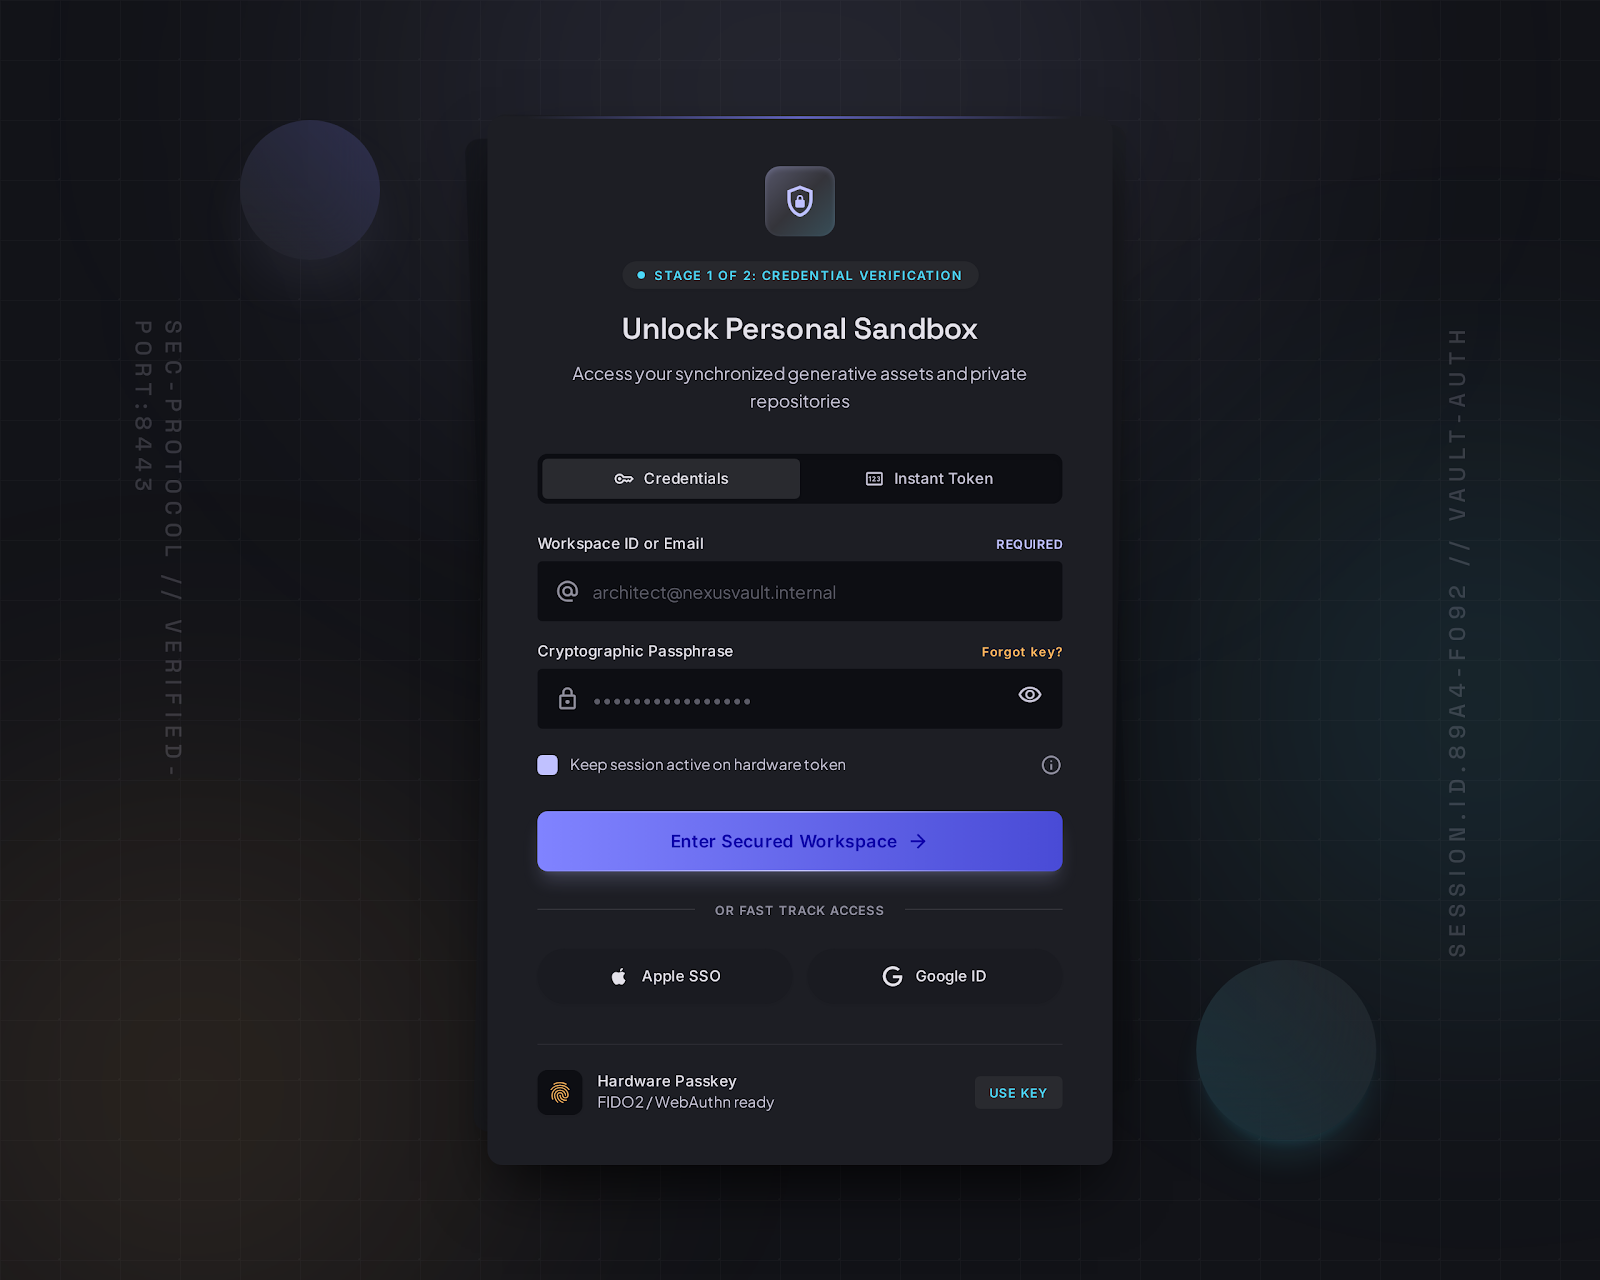 STAGE 1 OF 2: CREDENTIAL VERIFICATION
Unlock Personal Sandbox
Access your synchronized generative assets and private
repositories
Credentials
123
Instant Token
Workspace ID or Email
REQUIRED
architect@nexusvault.internal
Cryptographic Passphrase
Forgot key?
Keep session active on hardware token
Enter Secured Workspace
OR FAST TRACK ACCESS
Apple SSO
Google ID
Hardware Passkey
FIDO2 / WebAuthn ready
USE KEY
SEC-PROTOCOL // VERIFIED-
PORT:8443
SESSION.ID.89A4-F092 // VAULT-AUTH